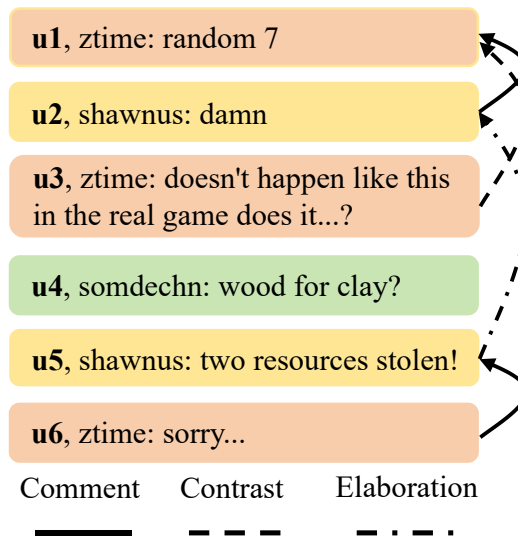 u1, ztime: random 7
u2, shawnus: damn
u3, ztime: doesn't happen like this
in the real game does it...?
u4, somdechn: wood for clay?
u5, shawnus: two resources stolen!
u6, ztime: sorry...
Comment Contrast Elaboration